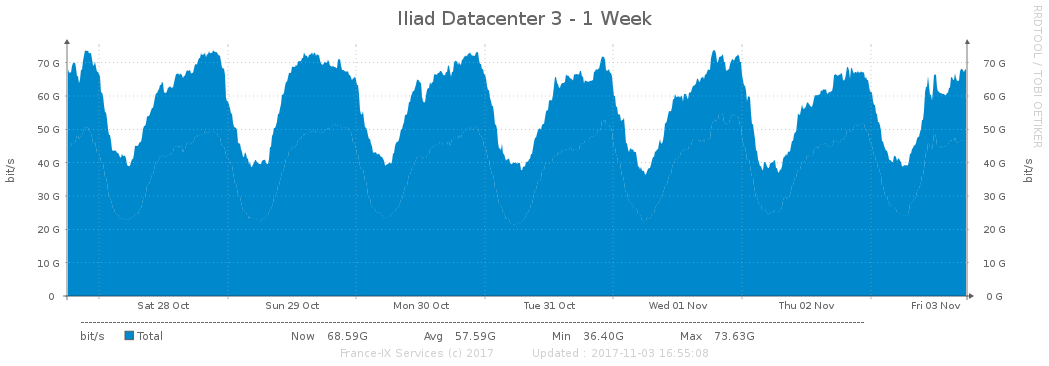 Iliad Datacenter 3 - 1 Week
RRDTOOL / TOBI OETIKER
bit/s
bit/s
70 G 70 G
60 G 60 G
50 G 50 G
40 G 40 G
30 G 30 G
20 G 20 G
10 G 10 G
0 0 G
Sat 28 Oct Sun 29 Oct Mon 30 Oct Tue 31 Oct Wed 01 Nov Thu 02 Nov Fri 03 Nov
bit/s Total Now 68.59G Avg 57.59G Min 36.40G Max 73.63G
France-IX Services (c) 2017 Updated : 2017-11-03 16:55:08